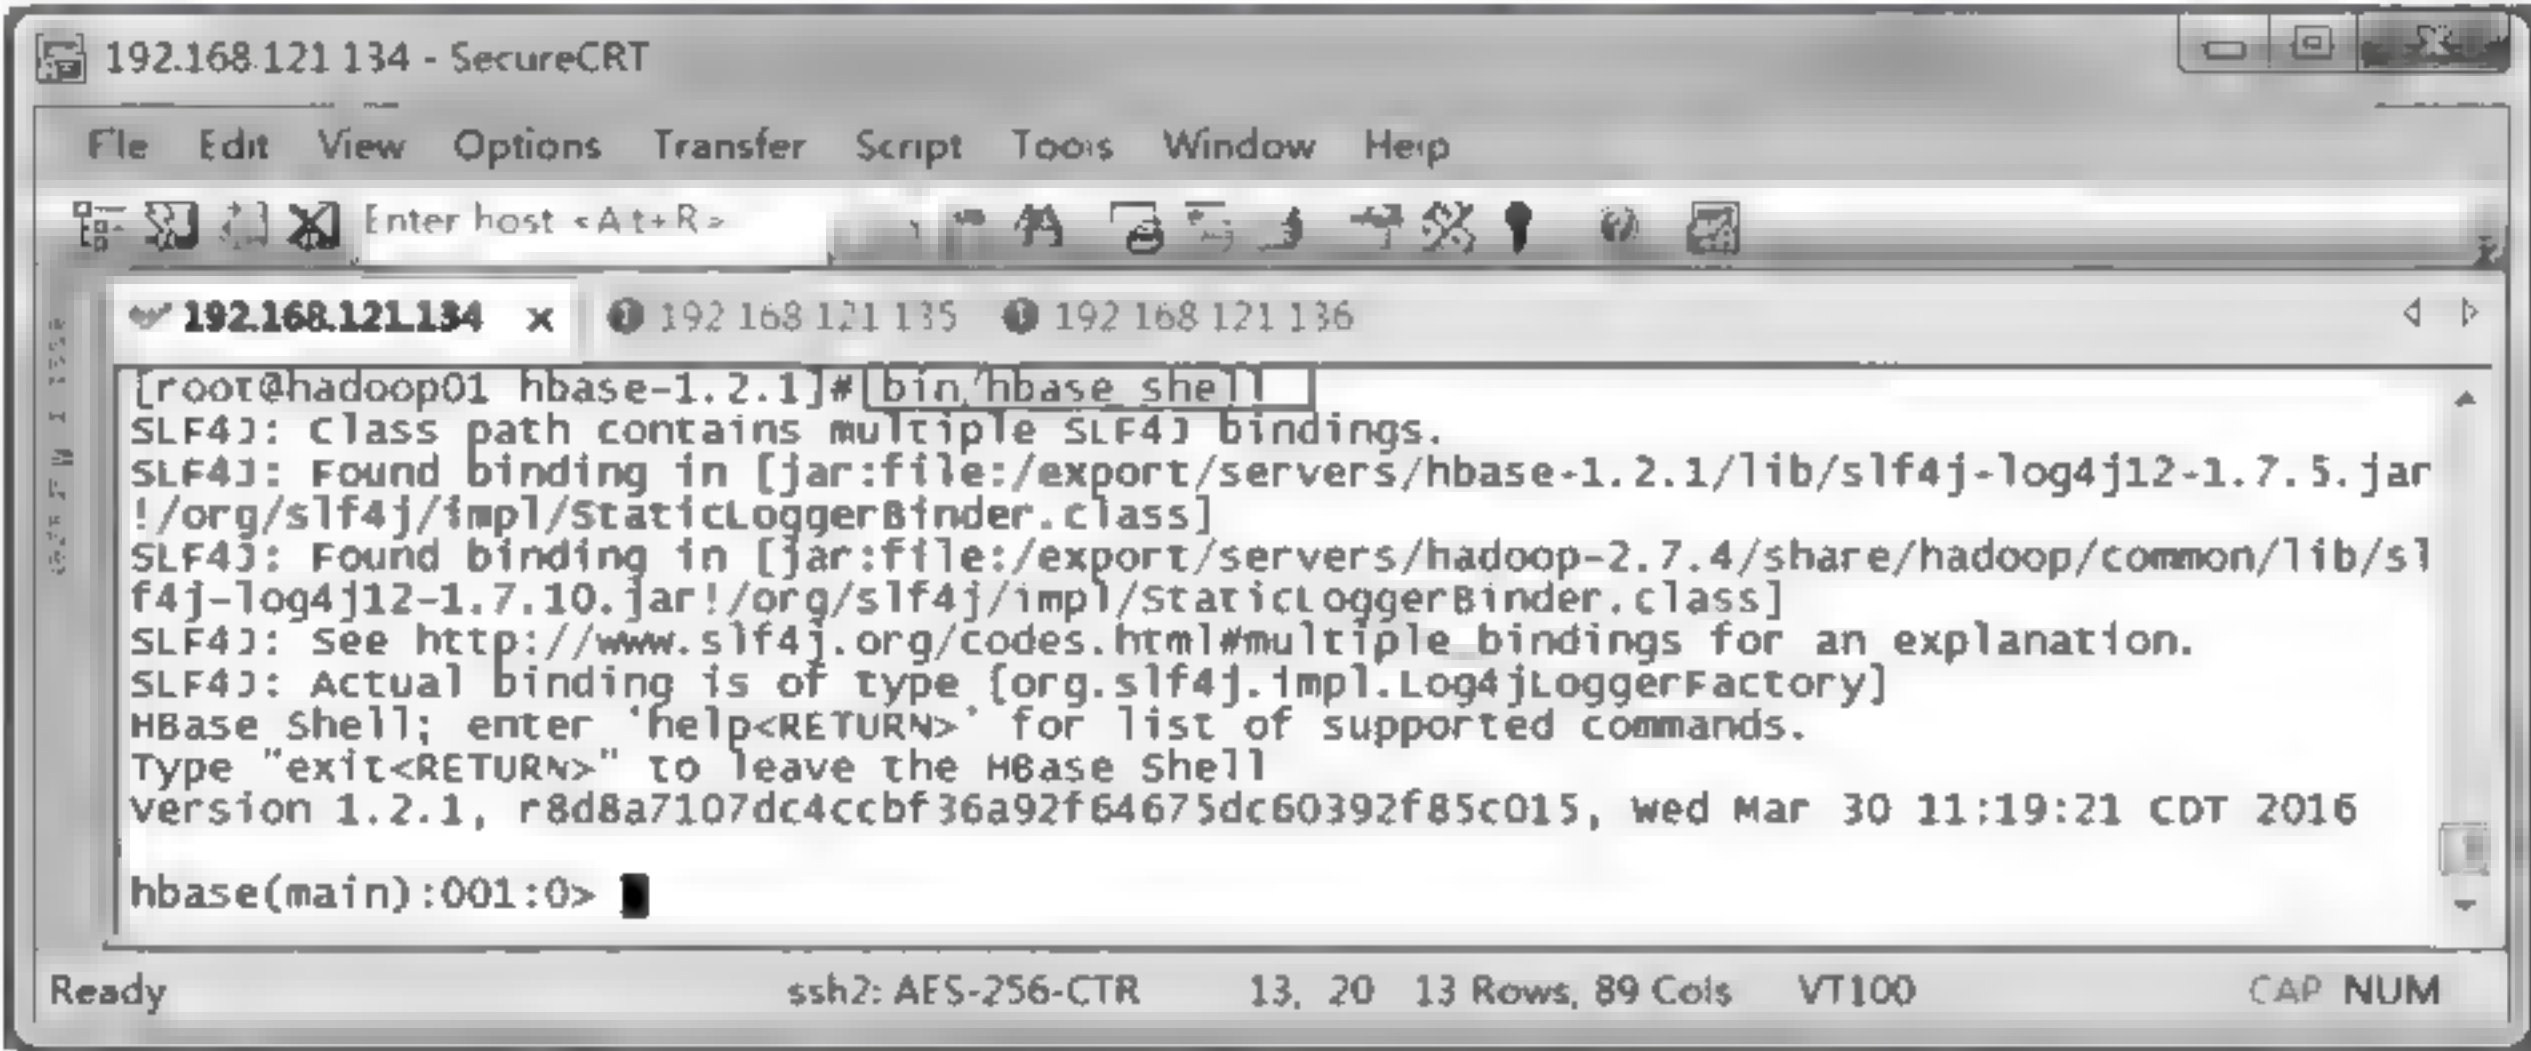 192.168.121.134 - SecureCRT
File Edit View Options Transfer Script Tools Window Help
Enter host <Alt+R>
192.168.121.134 x 192.168.121.135 192.168.121.136
[root@hadoop01 hbase-1.2.1]# bin/hbase shell
SLF4J: Class path contains multiple SLF4J bindings.
SLF4J: Found binding in [jar:file:/export/servers/hbase-1.2.1/lib/slf4j-log4j12-1.7.5.jar
!/org/slf4j/impl/StaticLoggerBinder.class]
SLF4J: Found binding in [jar:file:/export/servers/hadoop-2.7.4/share/hadoop/common/lib/sl
f4j-log4j12-1.7.10.jar!/org/slf4j/impl/StaticLoggerBinder.class]
SLF4J: See http://www.slf4j.org/codes.html#multiple_bindings for an explanation.
SLF4J: Actual binding is of type [org.slf4j.impl.Log4jLoggerFactory]
HBase Shell; enter 'help<RETURN>' for list of supported commands.
Type "exit<RETURN>" to leave the HBase Shell
Version 1.2.1, r8d8a7107dc4ccbf36a92f64675dc60392f85c015, Wed Mar 30 11:19:21 CDT 2016
hbase(main):001:0>
Ready ssh2: AES-256-CTR 13, 20 13 Rows, 89 Cols VT100 CAP NUM